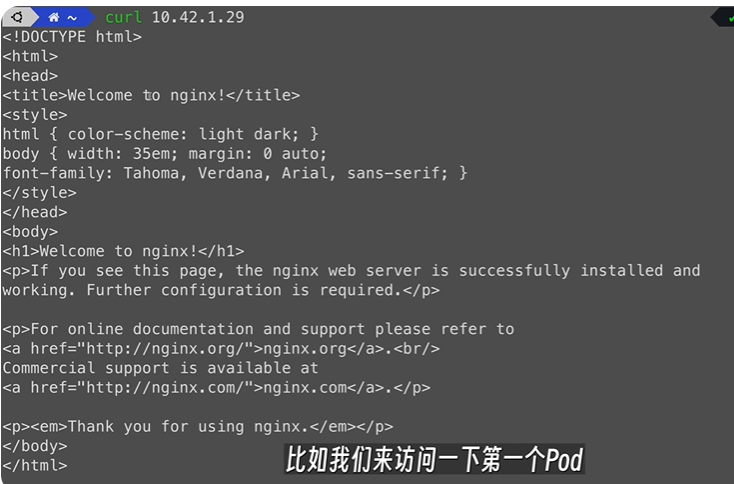 ~ curl 10.42.1.29
<!DOCTYPE html>
<html>
<head>
<title>Welcome to nginx!</title>
<style>
html { color-scheme: light dark; }
body { width: 35em; margin: 0 auto;
font-family: Tahoma, Verdana, Arial, sans-serif; }
</style>
</head>
<body>
<h1>Welcome to nginx!</h1>
<p>If you see this page, the nginx web server is successfully installed and
working. Further configuration is required.</p>

<p>For online documentation and support please refer to
<a href="http://nginx.org/">nginx.org</a>.<br/>
Commercial support is available at
<a href="http://nginx.com/">nginx.com</a>.</p>

<p><em>Thank you for using nginx.</em></p>
</body>
</html>
比如我们来访问一下第一个Pod